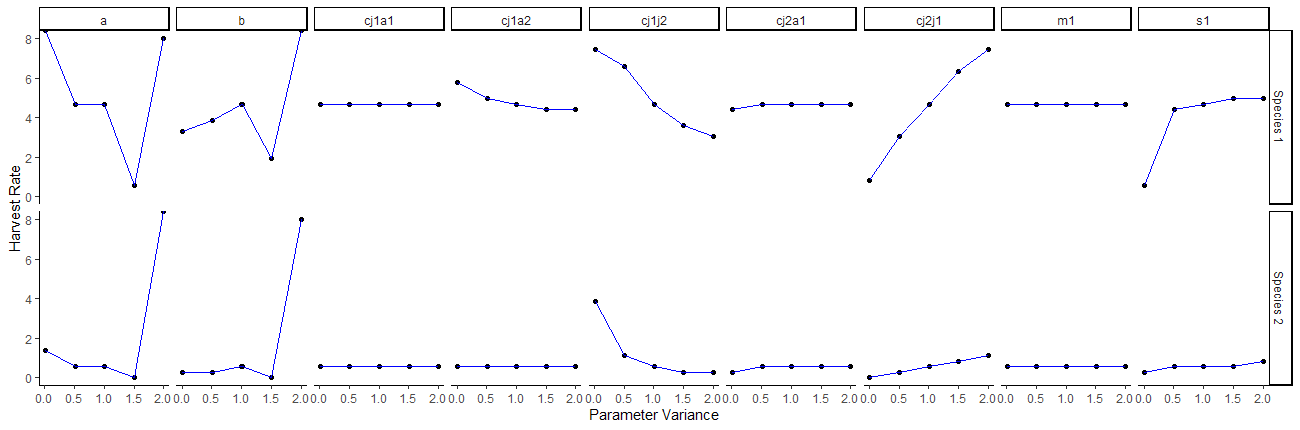 a b cj1a1 cj1a2 cj1j2 cj2a1 cj2j1 m1 s1
8
6
4
2
0
Species 1
Harvest Rate
8
6
4
2
0
Species 2
0.0 0.5 1.0 1.5 2.0 0.0 0.5 1.0 1.5 2.0 0.0 0.5 1.0 1.5 2.0 0.0 0.5 1.0 1.5 2.0 0.0 0.5 1.0 1.5 2.0 0.0 0.5 1.0 1.5 2.0 0.0 0.5 1.0 1.5 2.0 0.0 0.5 1.0 1.5 2.0 0.0 0.5 1.0 1.5 2.0
Parameter Variance